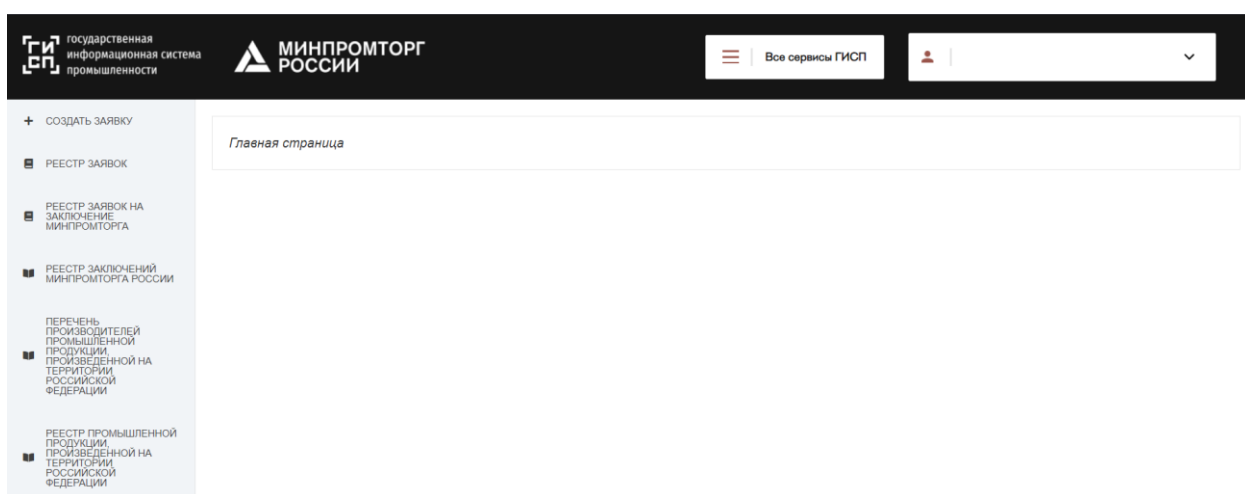 ГИСП
государственная
информационная система
промышленности
МИНПРОМТОРГ
РОССИИ
Все сервисы ГИСП
СОЗДАТЬ ЗАЯВКУ
Главная страница
РЕЕСТР ЗАЯВОК
РЕЕСТР ЗАЯВОК НА
ЗАКЛЮЧЕНИЕ
МИНПРОМТОРГА
РЕЕСТР ЗАКЛЮЧЕНИЙ
МИНПРОМТОРГА РОССИИ
ПЕРЕЧЕНЬ
ПРОИЗВОДИТЕЛЕЙ
ПРОМЫШЛЕННОЙ
ПРОДУКЦИИ,
ПРОИЗВЕДЕННОЙ НА
ТЕРРИТОРИИ
РОССИЙСКОЙ
ФЕДЕРАЦИИ
РЕЕСТР ПРОМЫШЛЕННОЙ
ПРОДУКЦИИ,
ПРОИЗВЕДЕННОЙ НА
ТЕРРИТОРИИ
РОССИЙСКОЙ
ФЕДЕРАЦИИ